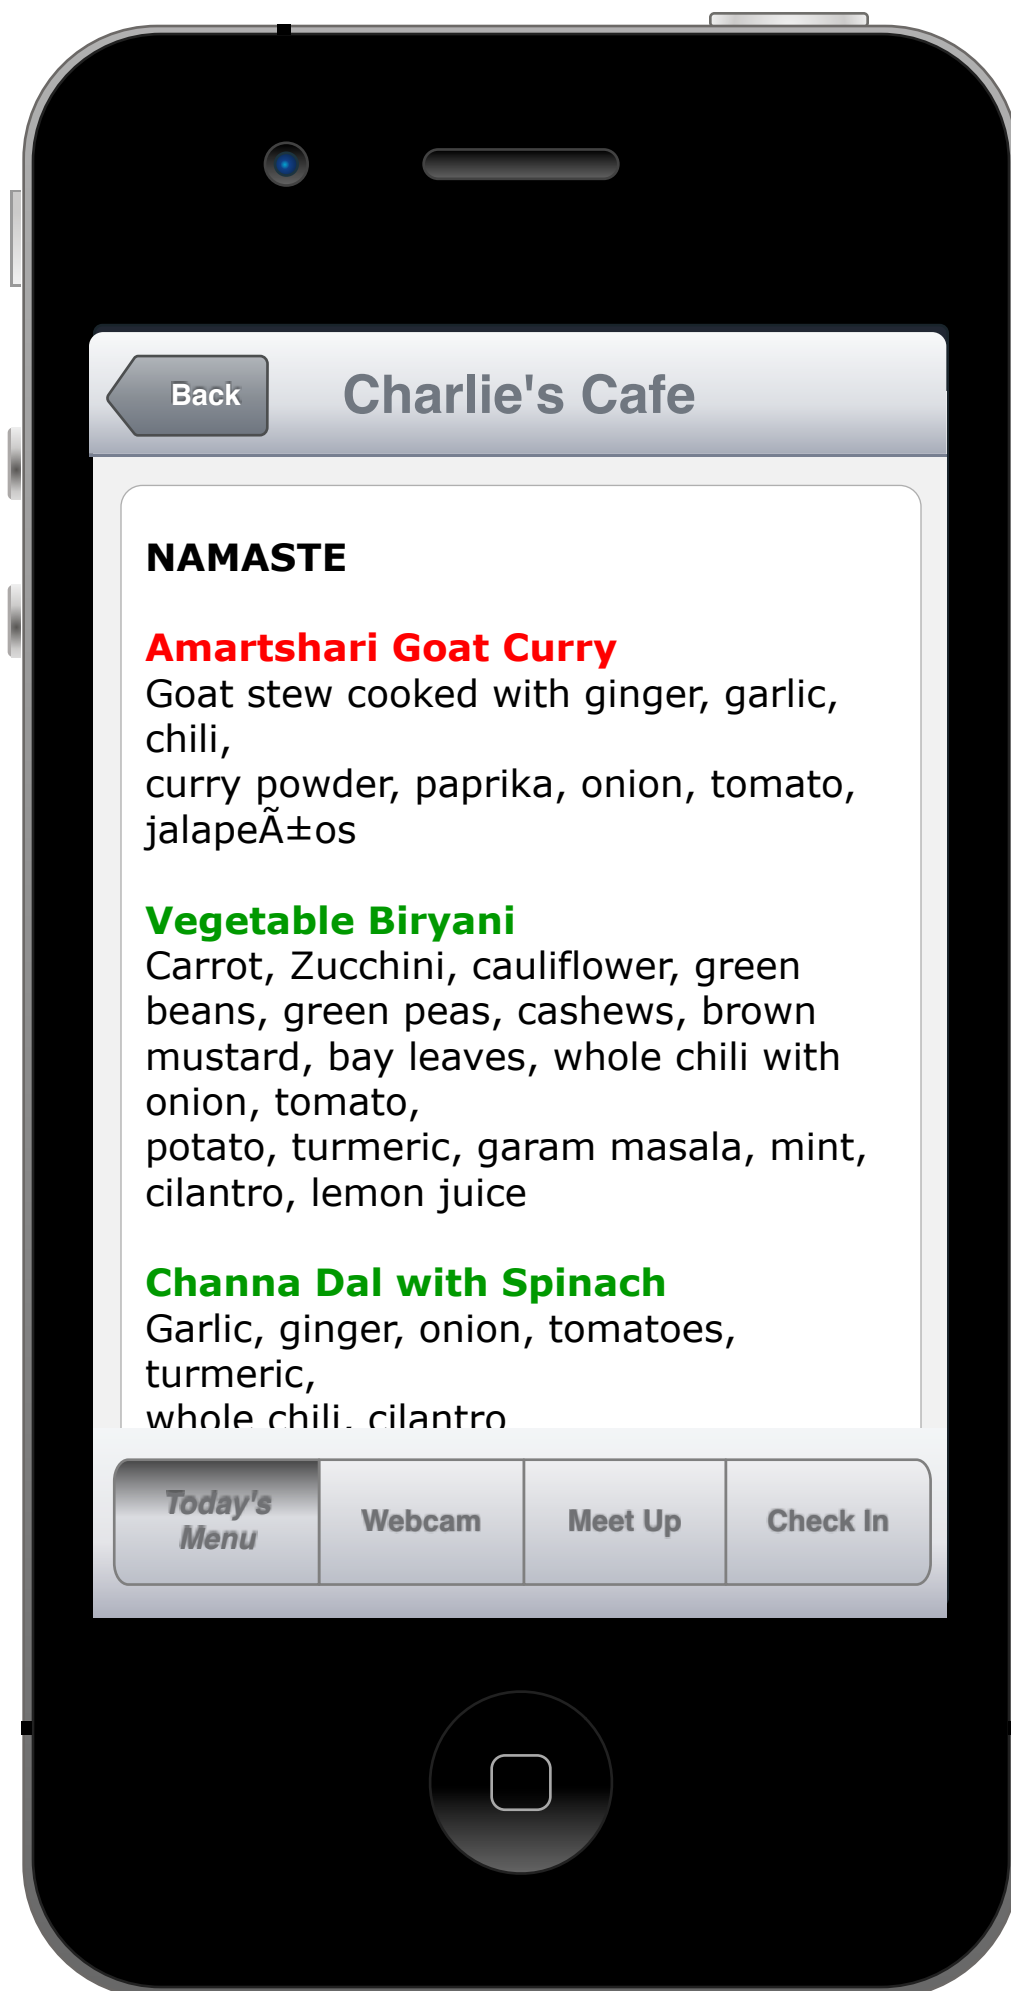 Back
Charlie's Cafe
NAMASTE
Amartshari Goat Curry
Goat stew cooked with ginger, garlic,
chili,
curry powder, paprika, onion, tomato,
jalapeÃ±os
Vegetable Biryani
Carrot, Zucchini, cauliflower, green
beans, green peas, cashews, brown
mustard, bay leaves, whole chili with
onion, tomato,
potato, turmeric, garam masala, mint,
cilantro, lemon juice
Channa Dal with Spinach
Garlic, ginger, onion, tomatoes,
turmeric,
whole chili, cilantro
Today's
Menu
Webcam
Meet Up
Check In